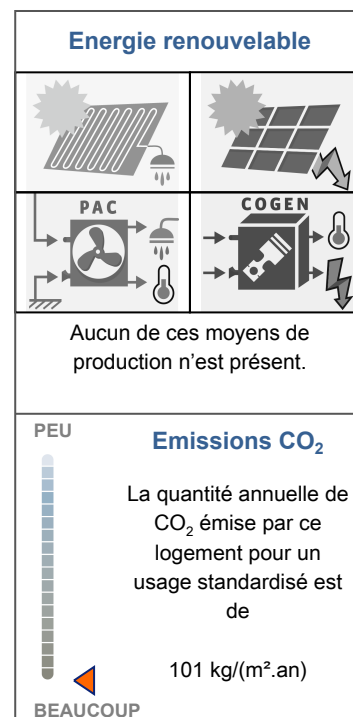 Energie renouvelable
PAC
COGEN
Aucun de ces moyens de
production n’est présent.
PEU
Emissions CO₂
La quantité annuelle de
CO₂ émise par ce
logement pour un
usage standardisé est
de
101 kg/(m².an)
BEAUCOUP